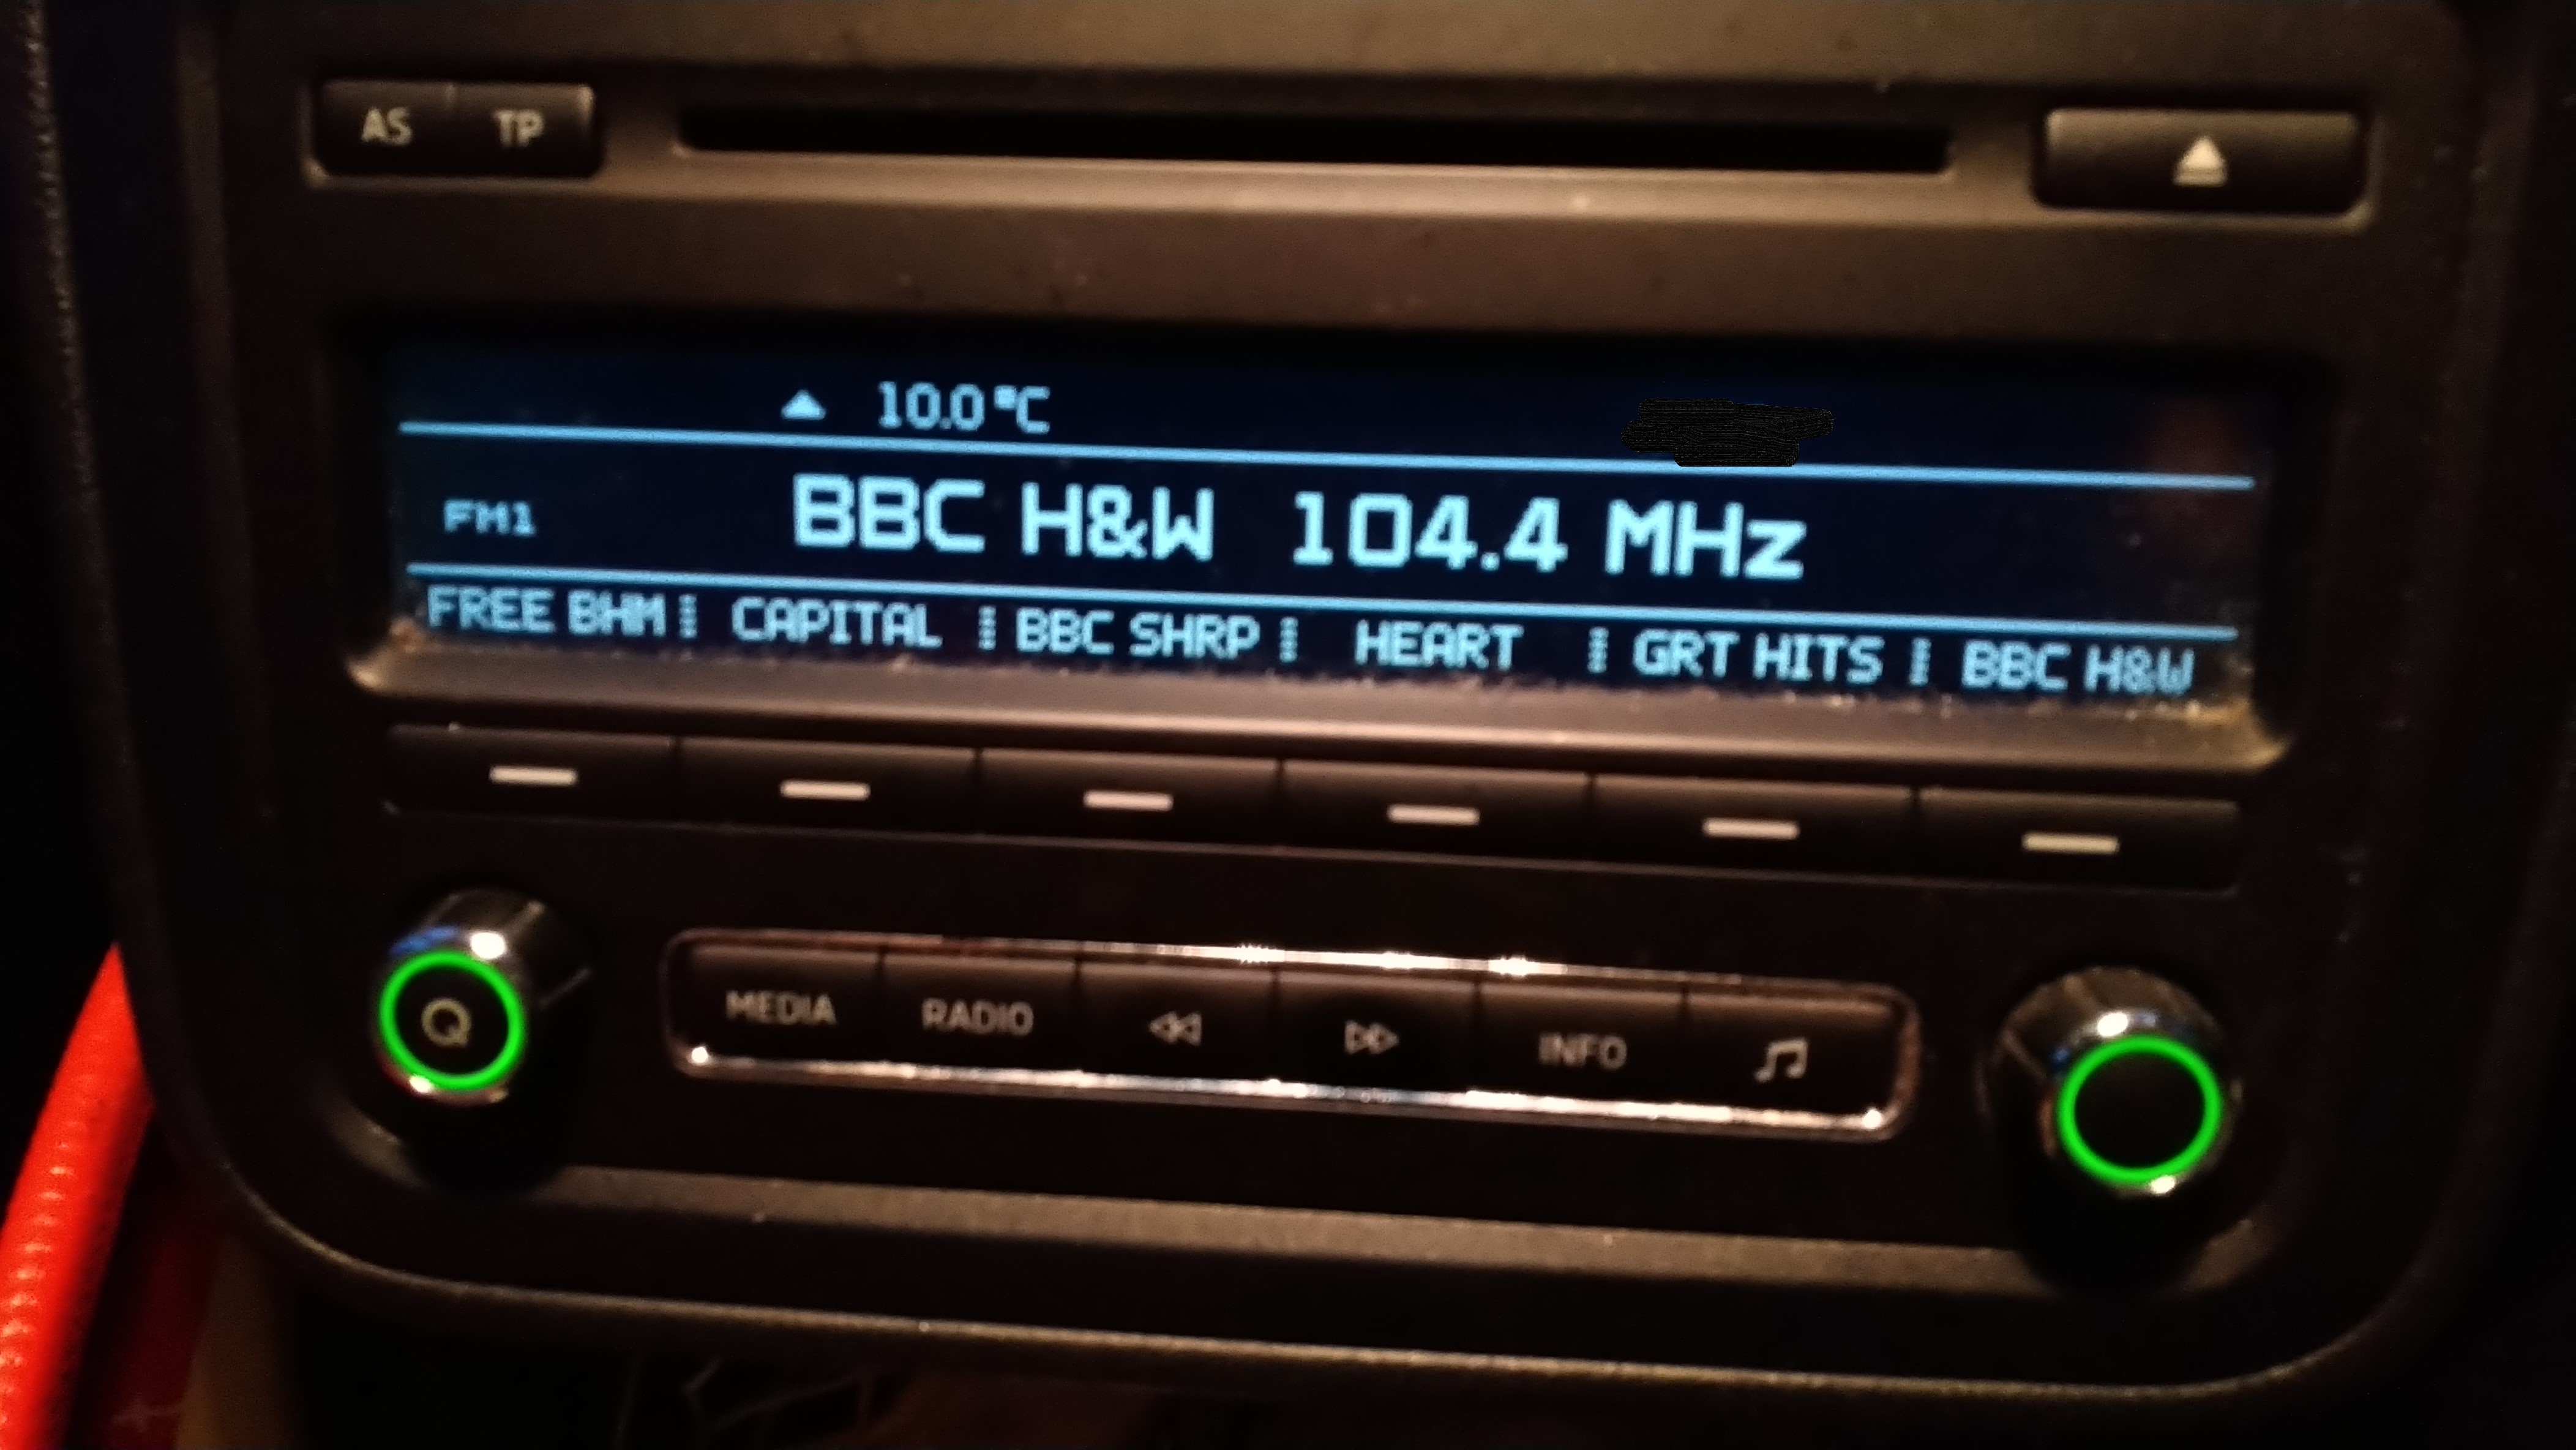 AS TP
10.0°C
FM1 BBC H&W 104.4 MHz
FREE BHM CAPITAL BBC SHRP HEART GRT HITS BBC H&W
MEDIA RADIO INFO